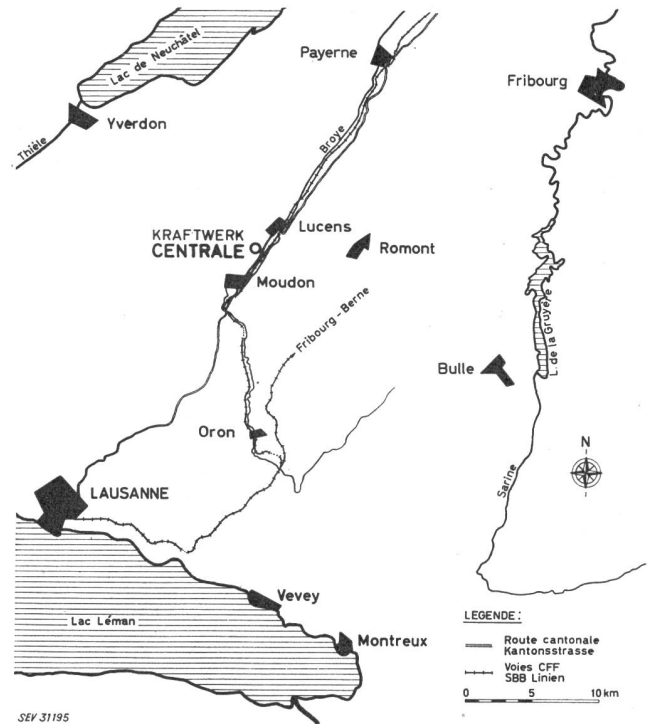 Lac de Neuchâtel
Payerne
Fribourg
Yverdon
Thièle
Broye
Lucens
KRAFTWERK
CENTRALE
Romont
Moudon
Fribourg - Berne
L. de la Gruyère
Bulle
Oron
N
LAUSANNE
Sarine
Vevey
Lac Léman
Montreux
LEGENDE:
Route cantonale
Kantonsstrasse
Voies CFF
SBB Linien
0 5 10 km
SEV 31195